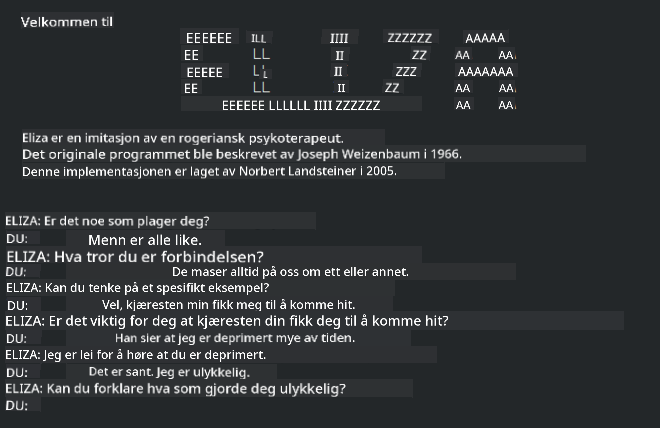 Velkommen til
EEEEEE ILL IIII ZZZZZZ AAAAA
EE LL II ZZ AA AA
EEEEE LL II ZZZ AAAAAAA
EE LL II ZZ AA AA
EEEEEE LLLLLL IIII ZZZZZZ AA AA
Eliza er en imitasjon av en rogeriansk psykoterapeut.
Det originale programmet ble beskrevet av Joseph Weizenbaum i 1966.
Denne implementasjonen er laget av Norbert Landsteiner i 2005.
ELIZA: Er det noe som plager deg?
DU: Menn er alle like.
ELIZA: Hva tror du er forbindelsen?
DU: De maser alltid på oss om ett eller annet.
ELIZA: Kan du tenke på et spesifikt eksempel?
DU: Vel, kjæresten min fikk meg til å komme hit.
ELIZA: Er det viktig for deg at kjæresten din fikk deg til å komme hit?
DU: Han sier at jeg er deprimert mye av tiden.
ELIZA: Jeg er lei for å høre at du er deprimert.
DU: Det er sant. Jeg er ulykkelig.
ELIZA: Kan du forklare hva som gjorde deg ulykkelig?
DU: